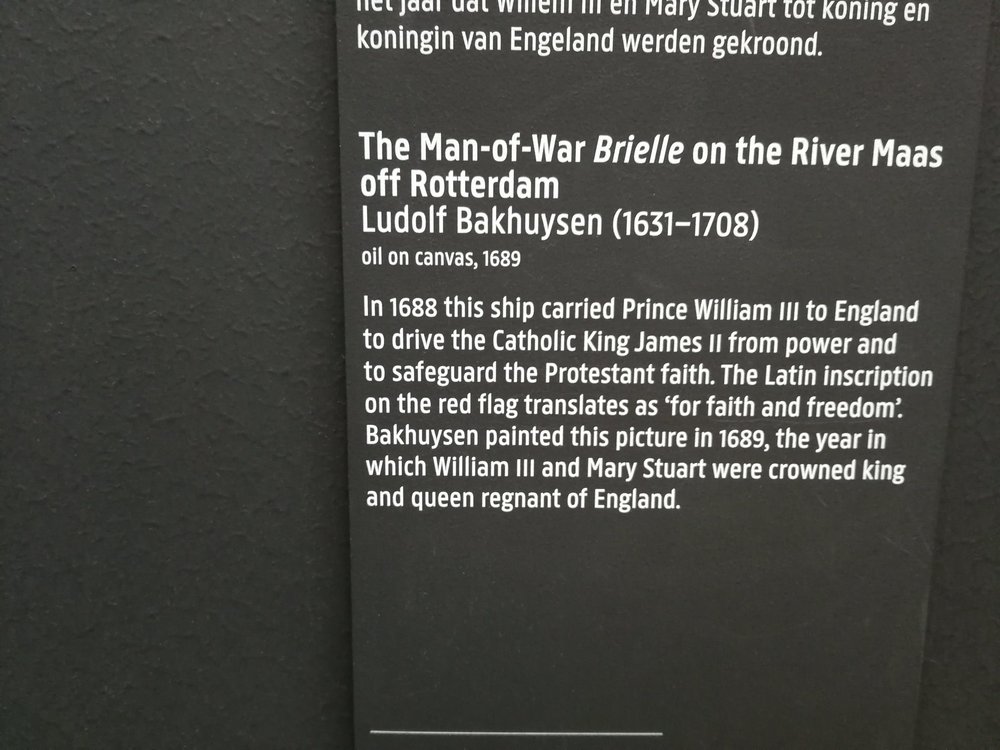 het jaar dat Willem III en Mary Stuart tot koning en
koningin van Engeland werden gekroond.
The Man-of-War Brielle on the River Maas
off Rotterdam
Ludolf Bakhuysen (1631–1708)
oil on canvas, 1689
In 1688 this ship carried Prince William III to England
to drive the Catholic King James II from power and
to safeguard the Protestant faith. The Latin inscription
on the red flag translates as ‘for faith and freedom’.
Bakhuysen painted this picture in 1689, the year in
which William III and Mary Stuart were crowned king
and queen regnant of England.